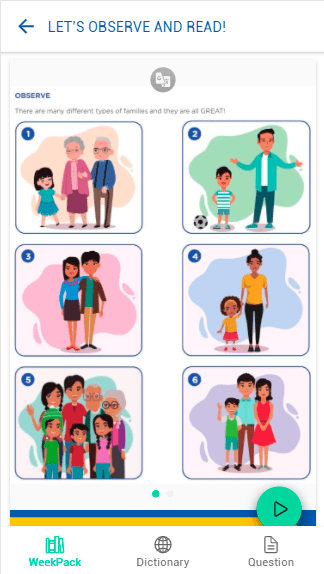 LET'S OBSERVE AND READ!
OBSERVE
There are many different types of families and they are all GREAT!
1
2
3
4
5
6
WeekPack
Dictionary
Question